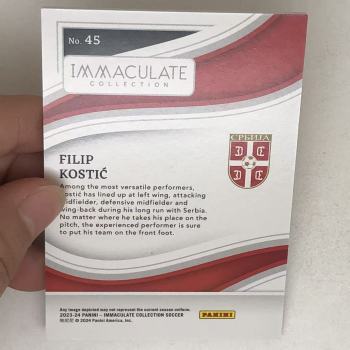 No. 45
IMMACULATE
COLLECTION
СРБИЈА
FILIP
KOSTIĆ
Among the most versatile performers,
Kostić has lined up at left wing, attacking
midfielder, defensive midfielder and
wing-back during his long run with Serbia.
No matter where he takes his place on the
pitch, the experienced performer is sure
to put his team on the front foot.
Any image depicted may not represent the current season uniform.
2023-24 PANINI – IMMACULATE COLLECTION SOCCER
© 2024 Panini America, Inc.
PANINI